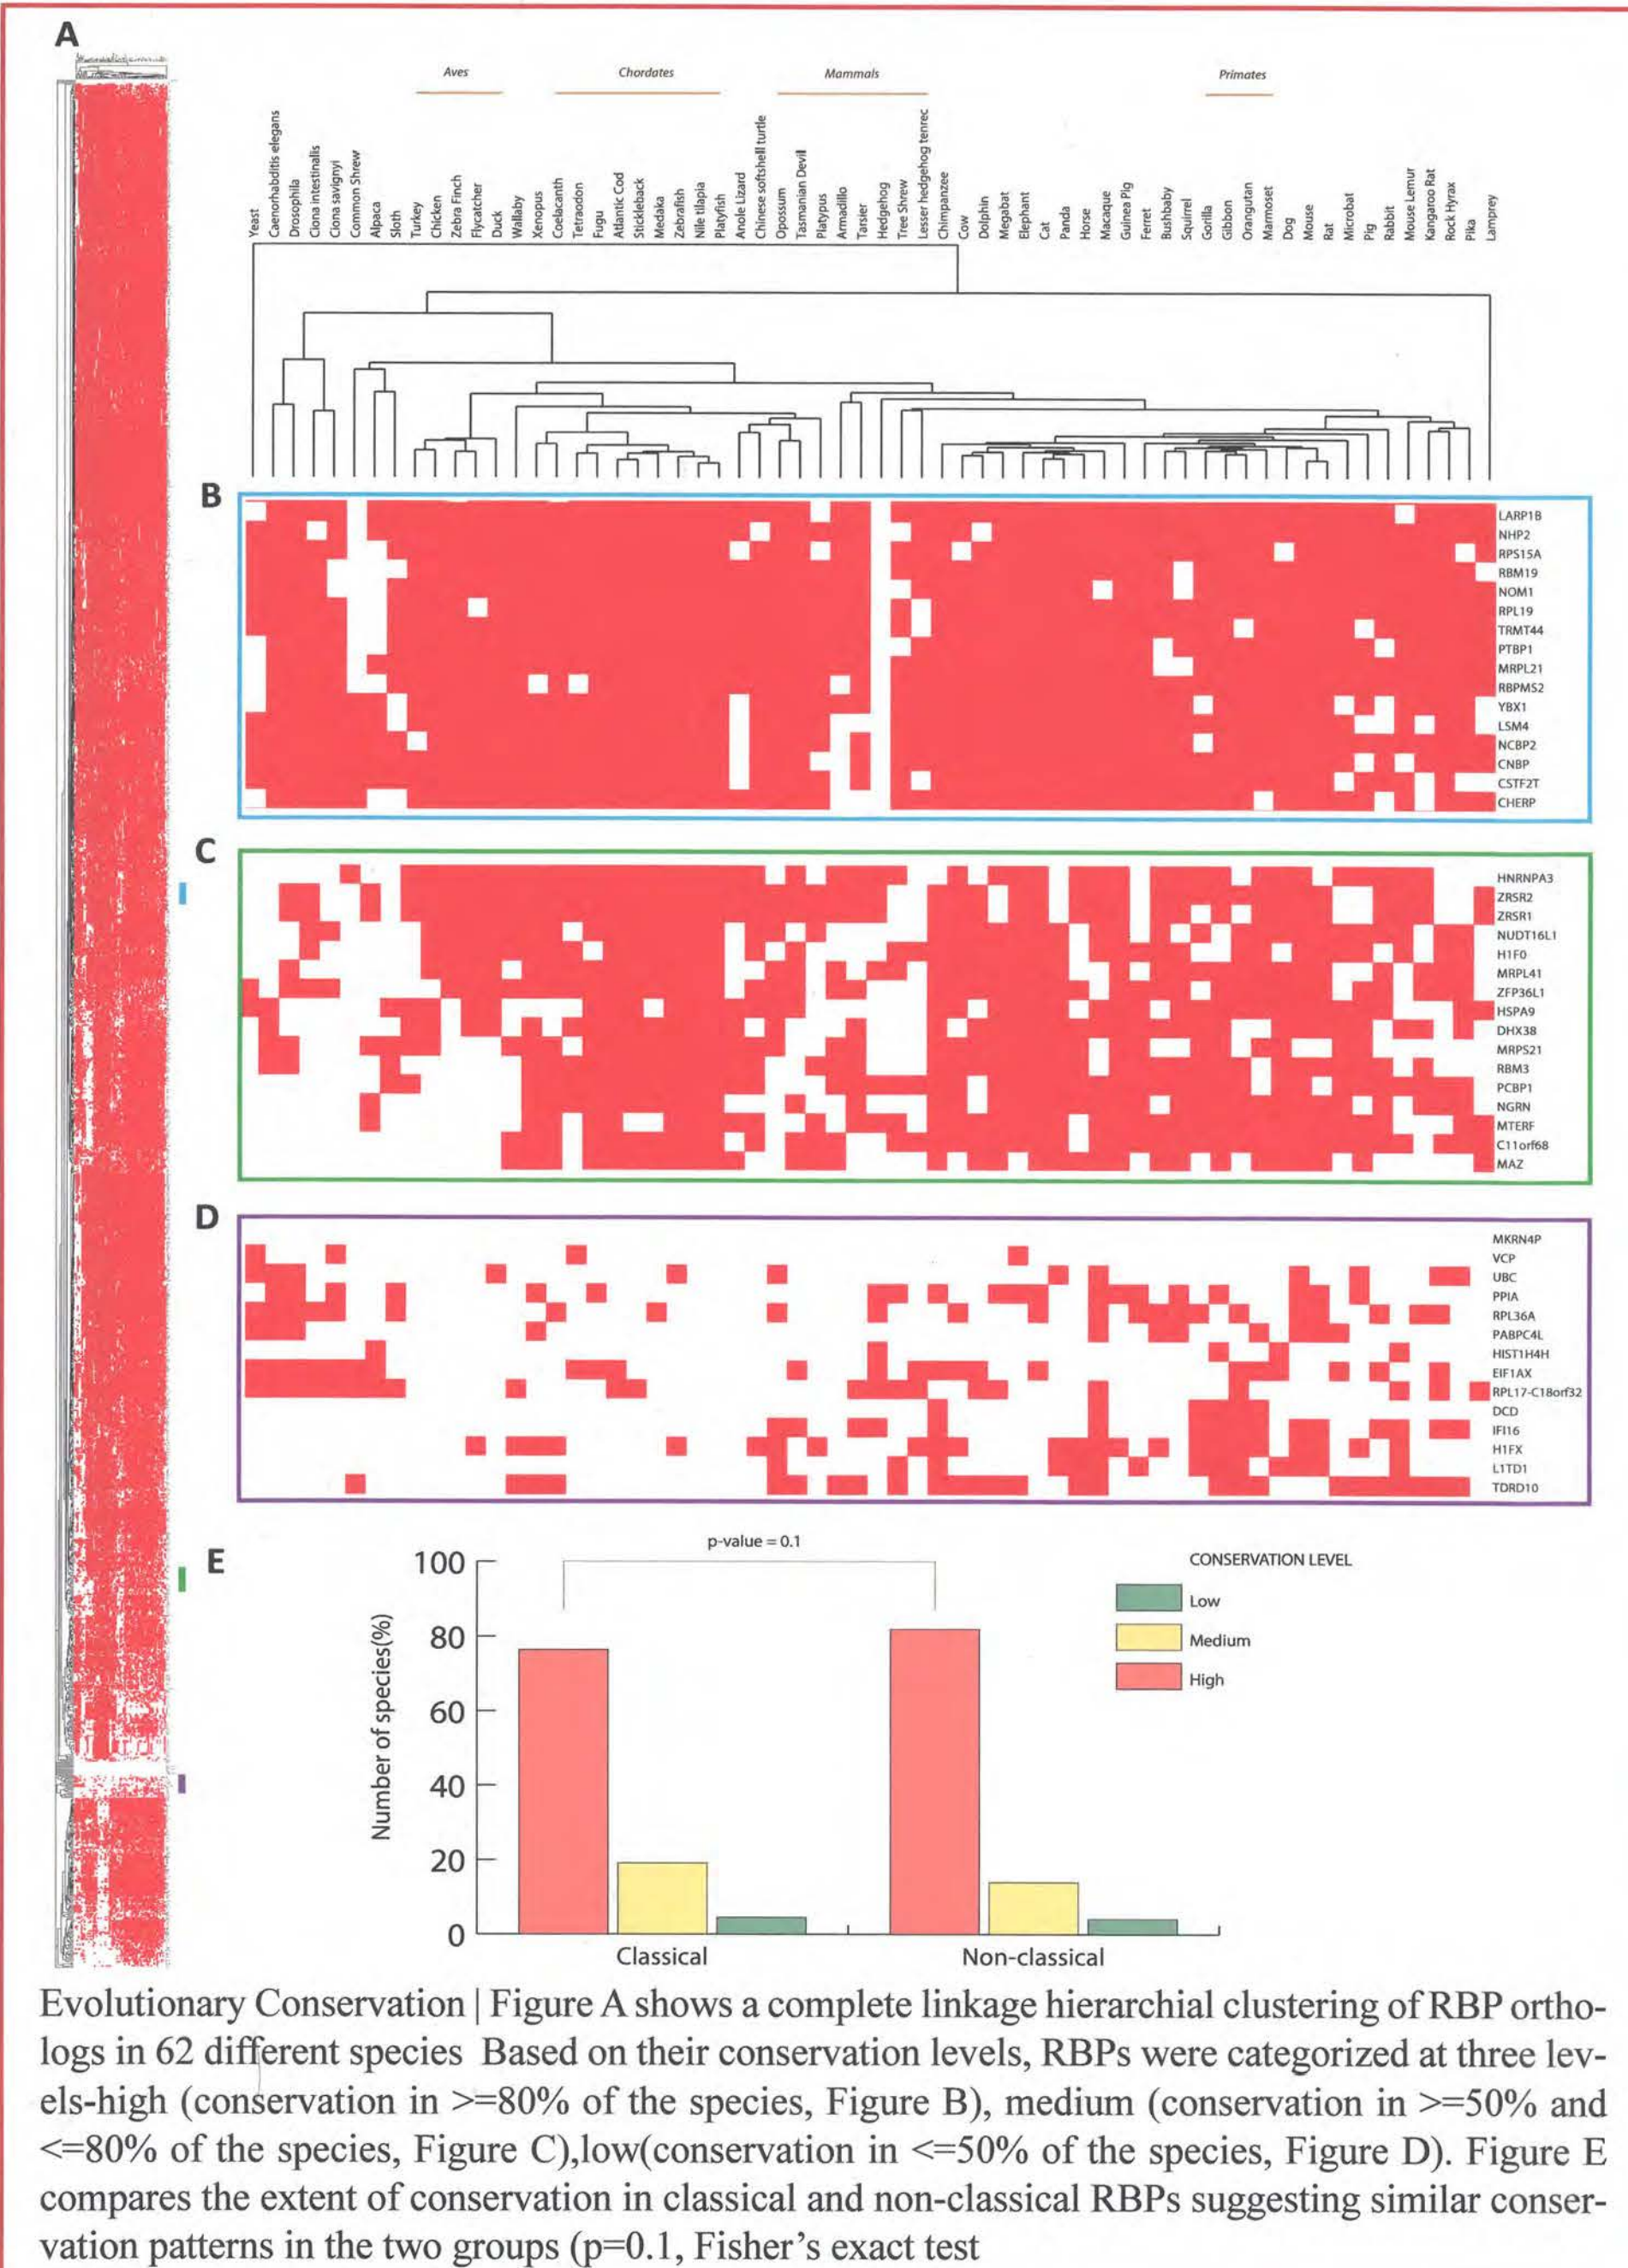 A
Aves
Chordates
Mammals
Primates
Yeast
Caenorhabditis elegans
Drosophila
Ciona intestinalis
Ciona savignyi
Common Shrew
Alpaca
Sloth
Turkey
Chicken
Zebra Finch
Flycatcher
Duck
Wallaby
Xenopus
Coelacanth
Tetraodon
Fugu
Atlantic Cod
Stickleback
Medaka
Zebrafish
Nile tilapia
Platyfish
Anole Lizard
Chinese softshell turtle
Opossum
Tasmanian Devil
Platypus
Armadillo
Tarsier
Hedgehog
Tree Shrew
Lesser hedgehog tenrec
Chimpanzee
Cow
Dolphin
Megabat
Elephant
Cat
Panda
Horse
Macaque
Guinea Pig
Ferret
Bushbaby
Squirrel
Gorilla
Gibbon
Orangutan
Marmoset
Dog
Mouse
Rat
Microbat
Pig
Rabbit
Mouse Lemur
Kangaroo Rat
Rock Hyrax
Pika
Lamprey
B
LARP1B
NHP2
RPS15A
RBM19
NOM1
RPL19
TRMT44
PTBP1
MRPL21
RBPMS2
YBX1
LSM4
NCBP2
CNBP
CSTF2T
CHERP
C
HNRNPA3
ZRSR2
ZRSR1
NUDT16L1
H1F0
MRPL41
ZFP36L1
HSPA9
DHX38
MRPS21
RBM3
PCBP1
NGRN
MTERF
C11orf68
MAZ
D
MKRN4P
VCP
UBC
PPIA
RPL36A
PABPC4L
HIST1H4H
EIF1AX
RPL17-C18orf32
DCD
IFI16
H1FX
L1TD1
TDRD10
E
p-value = 0.1
CONSERVATION LEVEL
Low
Medium
High
Number of species(%)
100
80
60
40
20
0
Classical
Non-classical
Evolutionary Conservation | Figure A shows a complete linkage hierarchial clustering of RBP ortho-
logs in 62 different species Based on their conservation levels, RBPs were categorized at three lev-
els-high (conservation in >=80% of the species, Figure B), medium (conservation in >=50% and
<=80% of the species, Figure C),low(conservation in <=50% of the species, Figure D). Figure E
compares the extent of conservation in classical and non-classical RBPs suggesting similar conser-
vation patterns in the two groups (p=0.1, Fisher's exact test